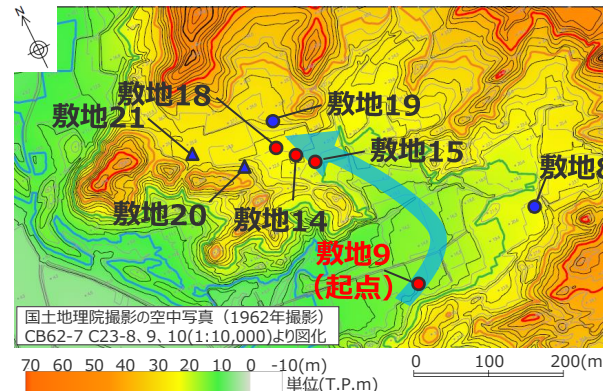 N
敷地18
敷地19
敷地21
敷地15
敷地8
敷地20
敷地14
敷地9
(起点)
国土地理院撮影の空中写真（1962年撮影）
CB62-7 C23-8、9、10(1:10,000)より図化
70 60 50 40 30 20 10 0 -10(m)
単位(T.P.m)
0 100 200(m